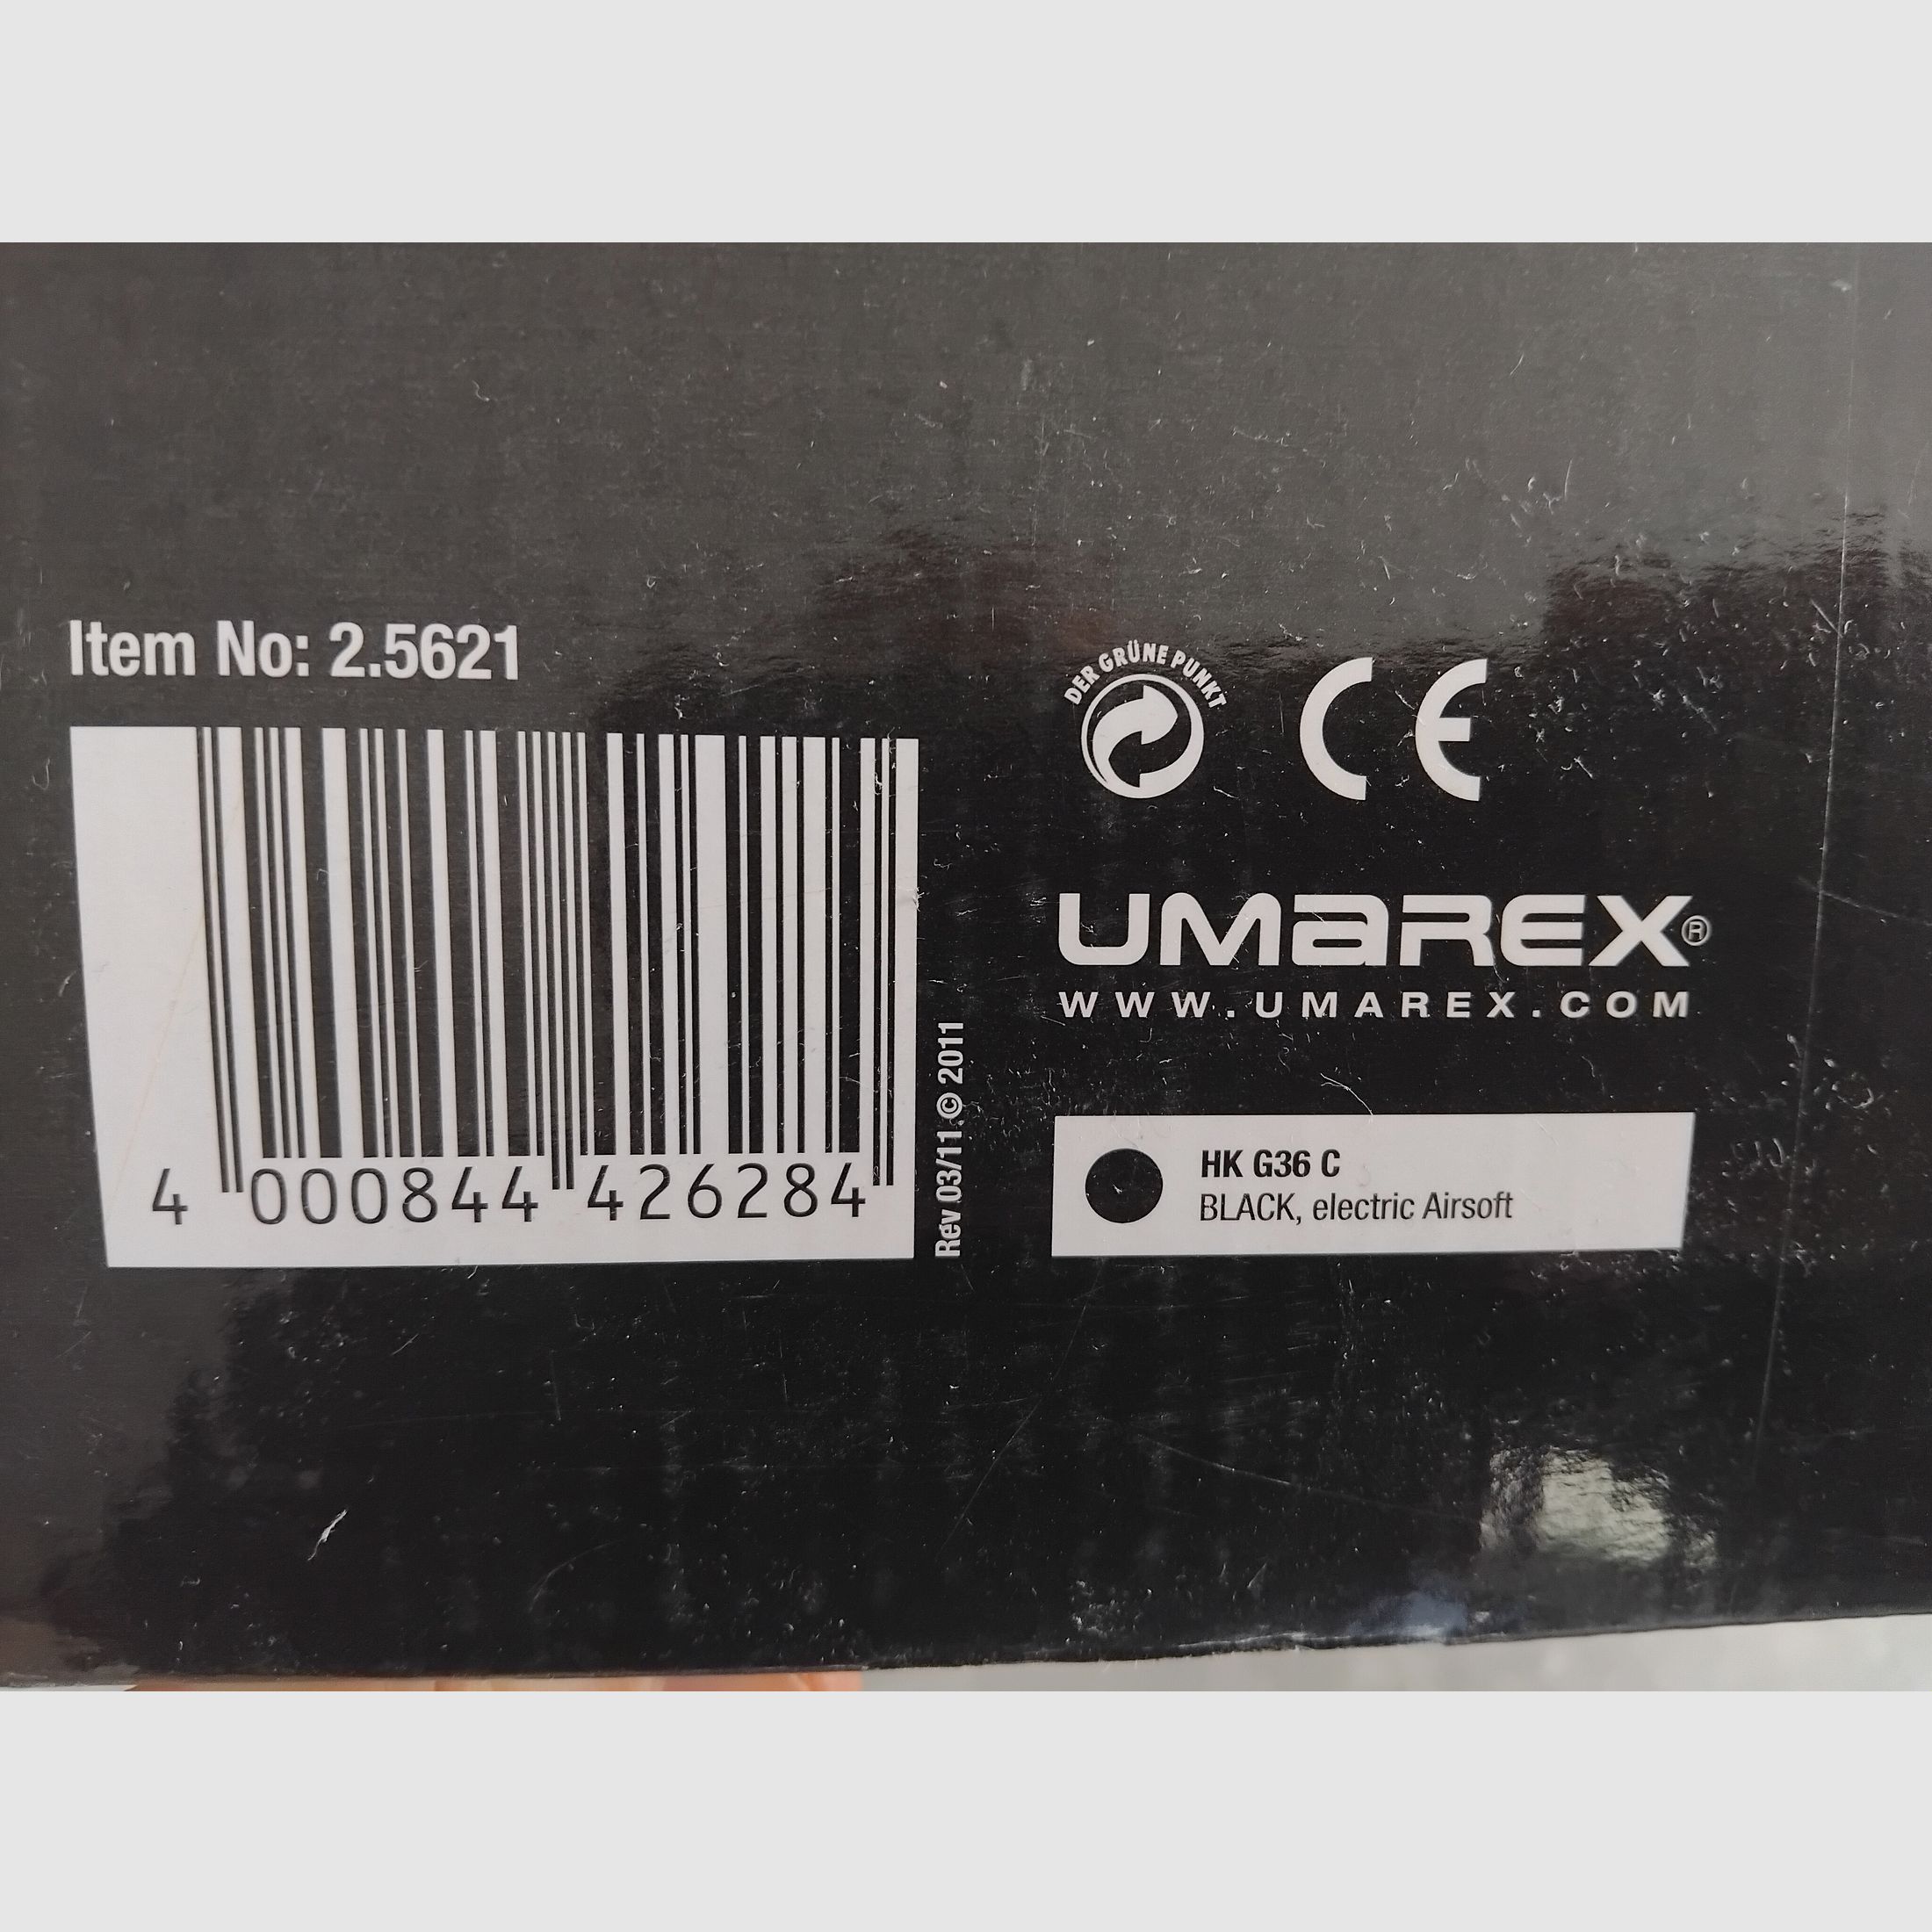 Item No: 2.5621
4 000844 426284
Rev 03/11 © 2011
DER GRÜNE PUNKT
CE
UMAREX®
WWW.UMAREX.COM
HK G36 C
BLACK, electric Airsoft